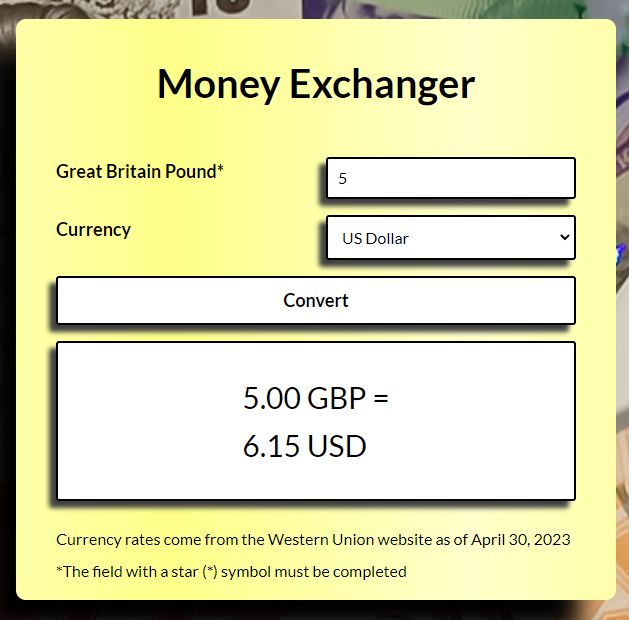 Money Exchanger
Great Britain Pound*
5
Currency
US Dollar
Convert
5.00 GBP =
6.15 USD
Currency rates come from the Western Union website as of April 30, 2023
*The field with a star (*) symbol must be completed